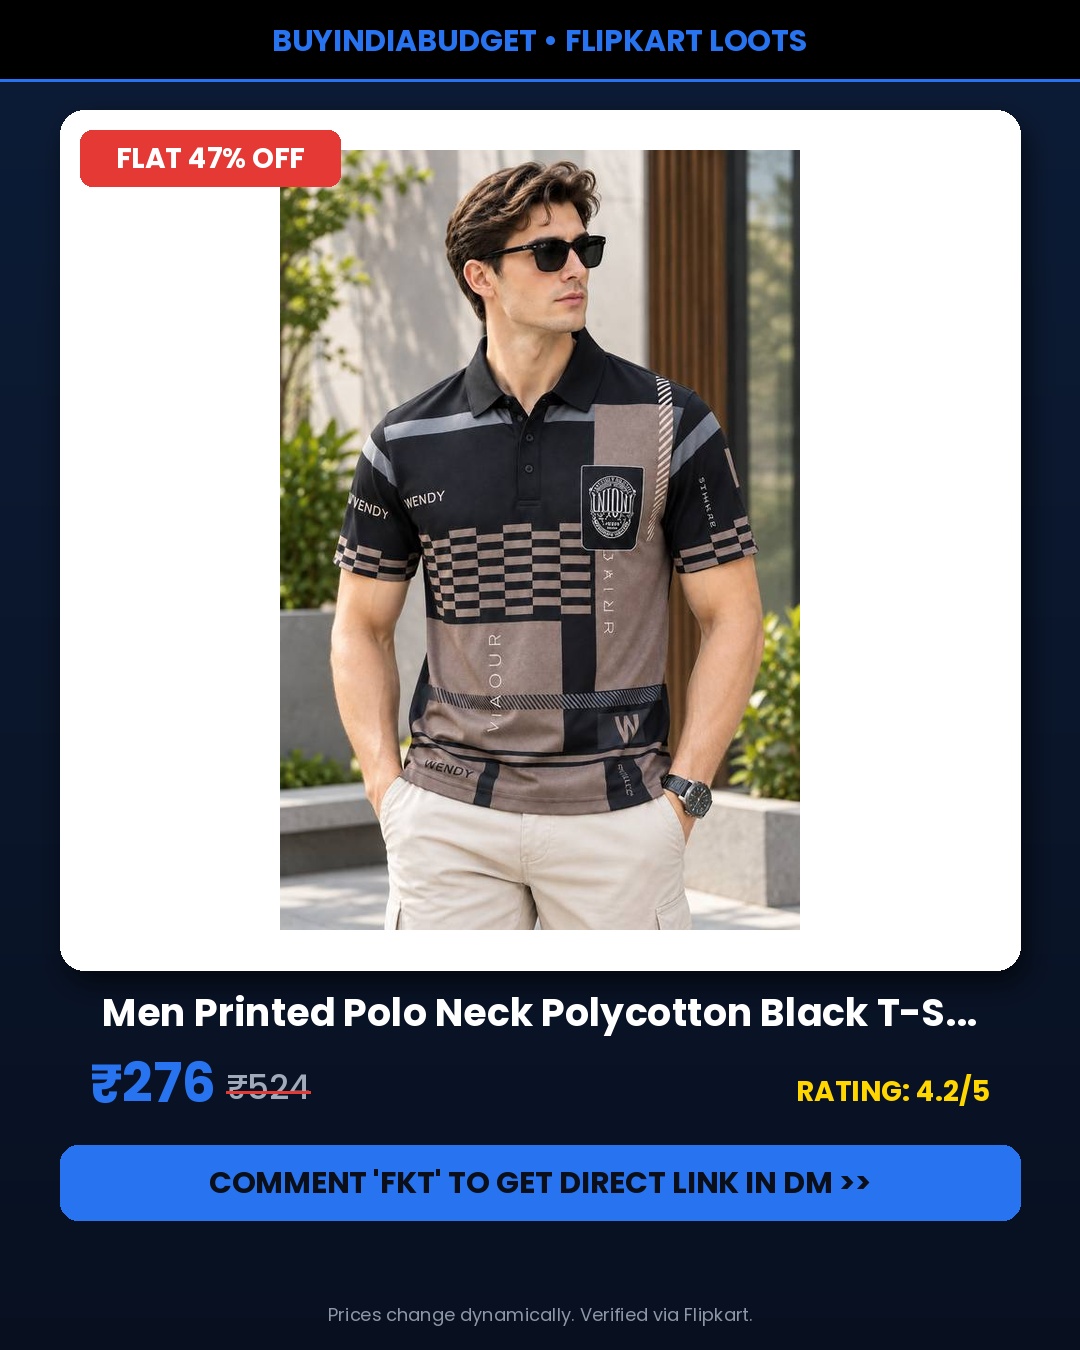 BUYINDIABUDGET • FLIPKART LOOTS
FLAT 47% OFF
WENDY
WENDY
VIAOUR
WENDY
W
Men Printed Polo Neck Polycotton Black T-S...
₹276 ₹524
RATING: 4.2/5
COMMENT 'FKT' TO GET DIRECT LINK IN DM >>
Prices change dynamically. Verified via Flipkart.